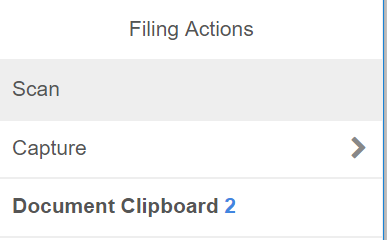 Filing Actions
Scan
Capture
Document Clipboard 2